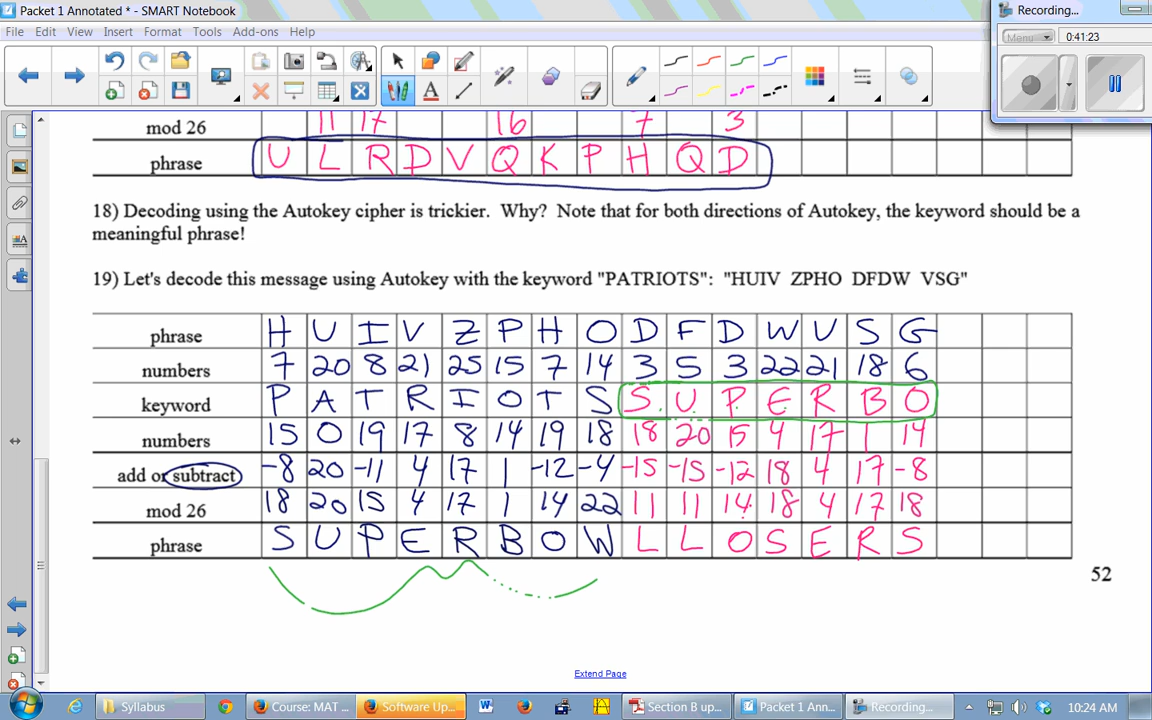 Packet 1 Annotated * - SMART Notebook
Recording...
File Edit View Insert Format Tools Add-ons Help
Menu 0:41:23
mod 26 11 17 16 7 3
phrase U L R D V Q K P H Q D
18) Decoding using the Autokey cipher is trickier. Why? Note that for both directions of Autokey, the keyword should be a
meaningful phrase!
19) Let's decode this message using Autokey with the keyword "PATRIOTS": "HUIV ZPHO DFDW VSG"
phrase H U I V Z P H O D F D W V S G
numbers 7 20 8 21 25 15 7 14 3 5 3 22 21 18 6
keyword P A T R I O T S S U P E R B O
numbers 15 0 19 17 8 14 19 18 18 20 15 4 17 1 14
add or subtract -8 20 -11 4 17 1 -12 -4 -15 -15 -12 18 4 17 -8
mod 26 18 20 15 4 17 1 14 22 11 11 14 18 4 17 18
phrase S U P E R B O W L L O S E R S
52
Extend Page
Syllabus Course: MAT ... Software Up... Section B up... Packet 1 Ann... Recording... 10:24 AM